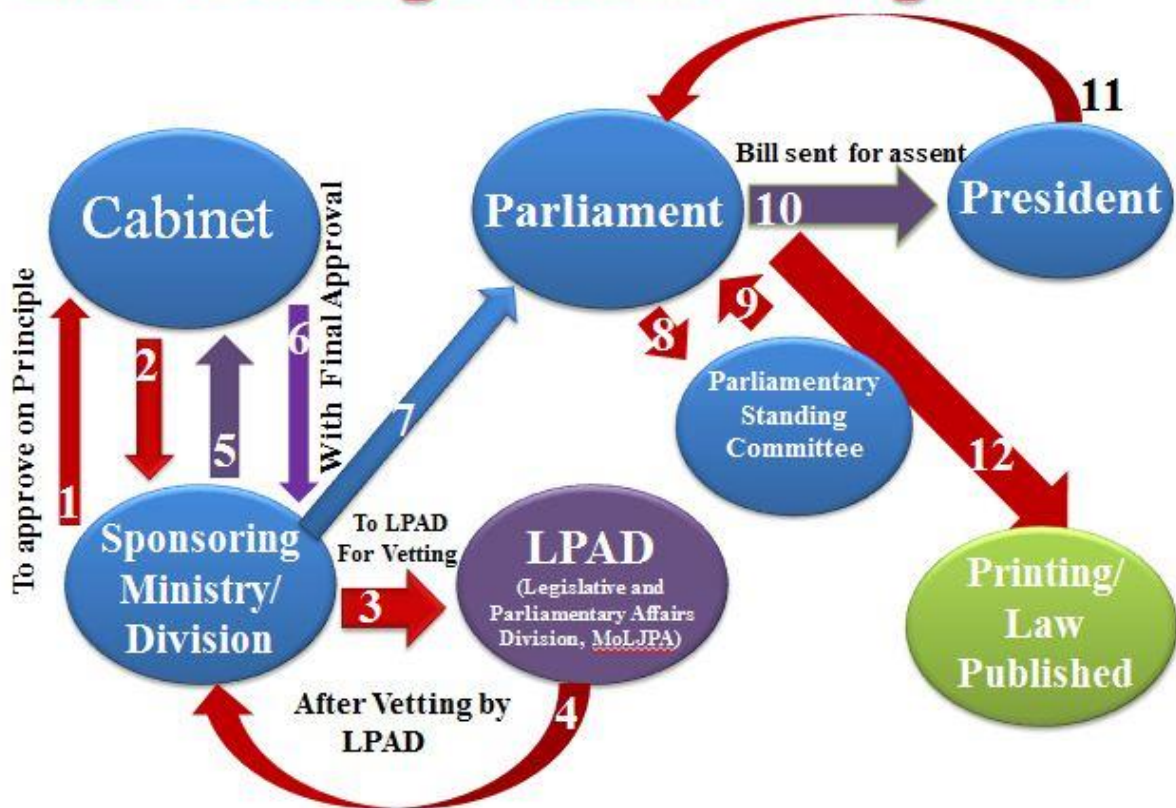 11
Bill sent for assent
Cabinet
Parliament
10
President
To approve on Principle
With Final Approval
1
2
5
6
7
8
9
Parliamentary
Standing
Committee
12
Sponsoring
Ministry/
Division
To LPAD
For Vetting
3
LPAD
(Legislative and
Parliamentary Affairs
Division, MoLJPA)
Printing/
Law
Published
After Vetting by
LPAD
4